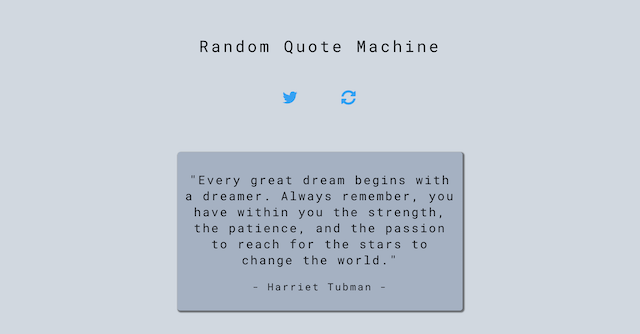 Random Quote Machine
"Every great dream begins with
a dreamer. Always remember, you
have within you the strength,
the patience, and the passion
to reach for the stars to
change the world."
- Harriet Tubman -